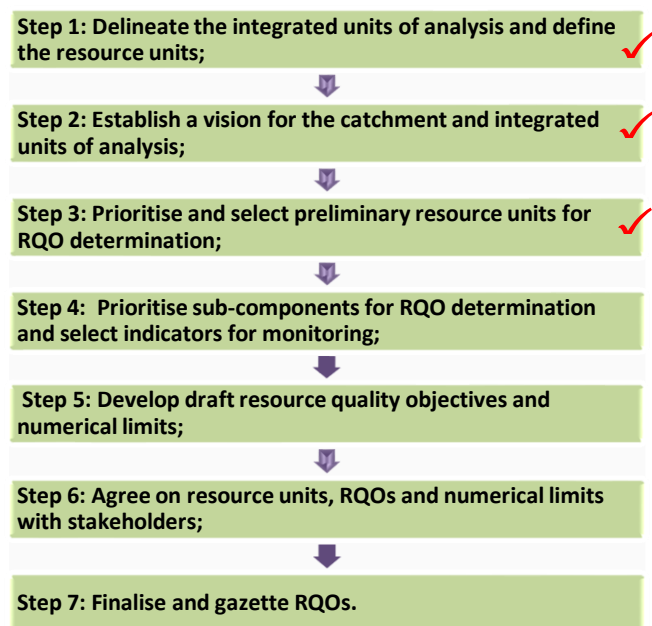 Step 1: Delineate the integrated units of analysis and define
the resource units;
Step 2: Establish a vision for the catchment and integrated
units of analysis;
Step 3: Prioritise and select preliminary resource units for
RQO determination;
Step 4:  Prioritise sub-components for RQO determination
and select indicators for monitoring;
Step 5: Develop draft resource quality objectives and
numerical limits;
Step 6: Agree on resource units, RQOs and numerical limits
with stakeholders;
Step 7: Finalise and gazette RQOs.